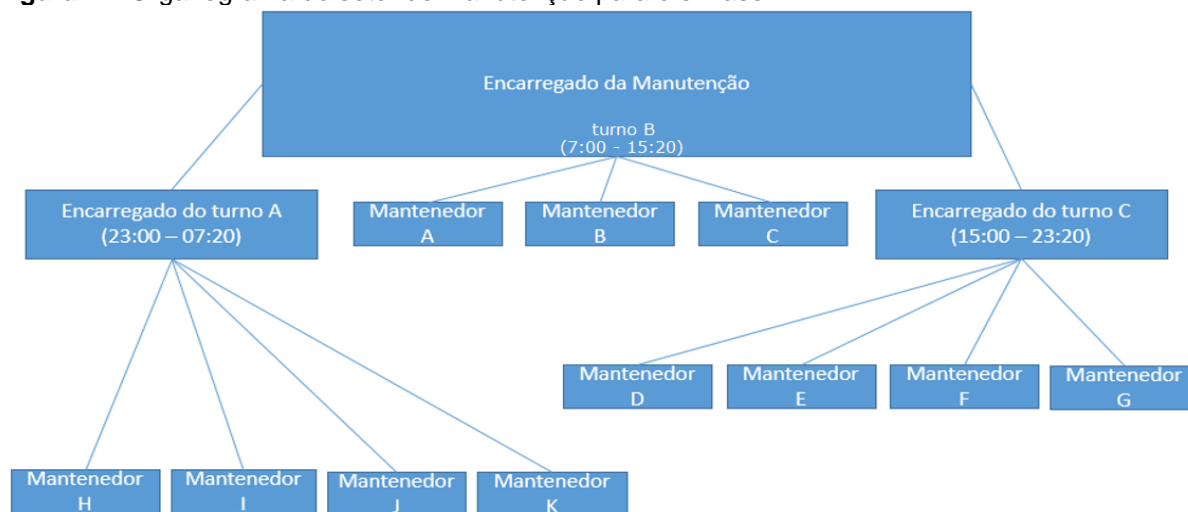 Encarregado da Manutenção
turno B
(7:00 - 15:20)
Encarregado do turno A
(23:00 – 07:20)
Mantenedor
A
Mantenedor
B
Mantenedor
C
Encarregado do turno C
(15:00 – 23:20)
Mantenedor
D
Mantenedor
E
Mantenedor
F
Mantenedor
G
Mantenedor
H
Mantenedor
I
Mantenedor
J
Mantenedor
K